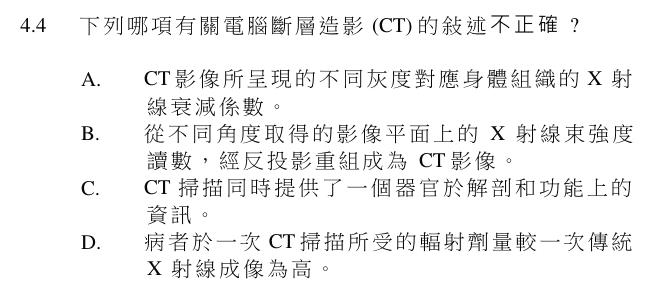 4.4 下列哪項有關電腦斷層造影 (CT) 的敍述不正確 ?
A. CT 影像所呈現的不同灰度對應身體組織的 X 射
線衰減係數。
B. 從不同角度取得的影像平面上的 X 射線束強度
讀數，經反投影重組成為 CT 影像。
C. CT 掃描同時提供了一個器官於解剖和功能上的
資訊。
D. 病者於一次 CT 掃描所受的輻射劑量較一次傳統
X 射線成像為高。